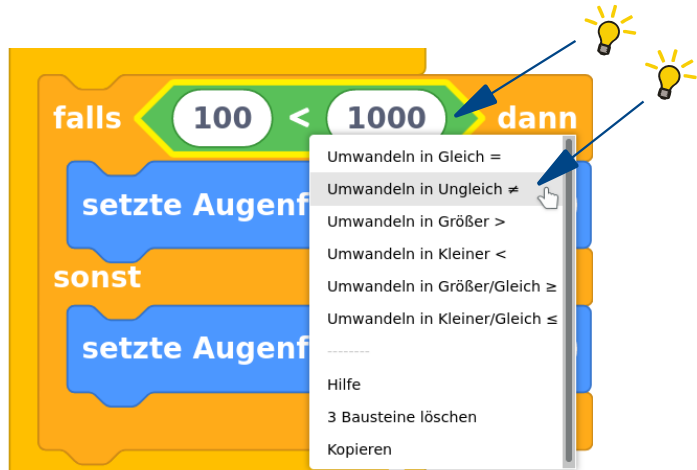 falls 100 < 1000 dann
Umwandeln in Gleich =
Umwandeln in Ungleich ≠
setzte Augenf
Umwandeln in Größer >
Umwandeln in Kleiner <
sonst
Umwandeln in Größer/Gleich ≥
Umwandeln in Kleiner/Gleich ≤
setzte Augenf
--------
Hilfe
3 Bausteine löschen
Kopieren